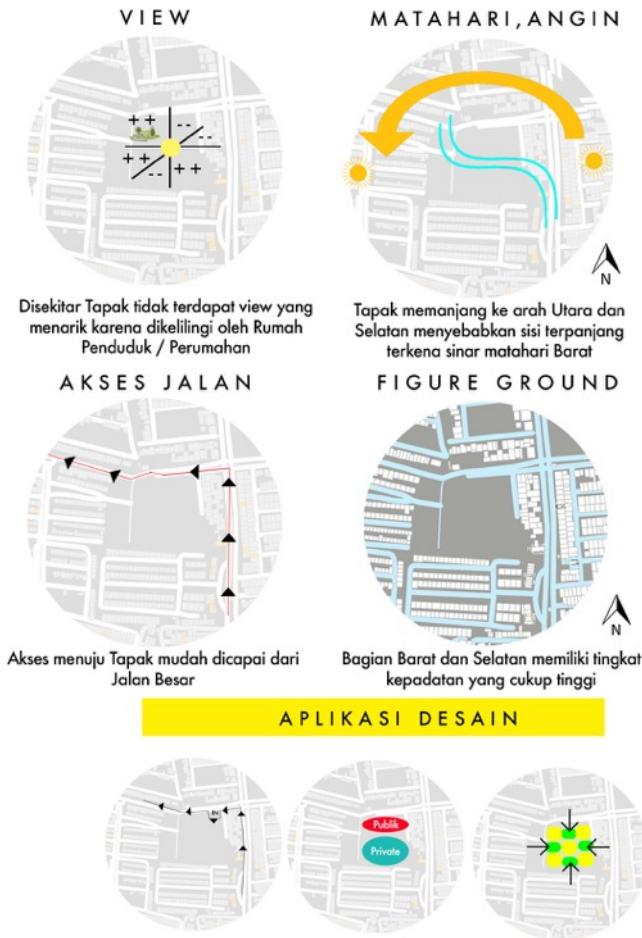 VIEW
MATAHARI,ANGIN
+ +
- -
- -
+ +
- -
+ +
N
Disekitar Tapak tidak terdapat view yang
menarik karena dikelilingi oleh Rumah
Penduduk / Perumahan
Tapak memanjang ke arah Utara dan
Selatan menyebabkan sisi terpanjang
terkena sinar matahari Barat
AKSES JALAN
FIGURE GROUND
N
Akses menuju Tapak mudah dicapai dari
Jalan Besar
Bagian Barat dan Selatan memiliki tingkat
kepadatan yang cukup tinggi
APLIKASI DESAIN
IN
Publik
Private